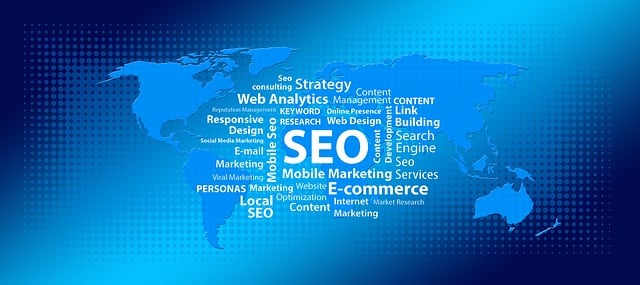 Seo
consulting
Strategy
Content
Web Analytics
Management
CONTENT
Reputation Management
KEYWORD
RESEARCH
Online Presence
Web Design
Link
Building
Responsive
Design
Social Media Marketing
Mobile Seo
SEO
Content
Development
Search
Engine
Seo
Services
E-mail
Marketing
Viral Marketing
Mobile Marketing
PERSONAS
Marketing
Website
Optimization
E-commerce
Local
SEO
Content
Internet
Marketing
Market Research